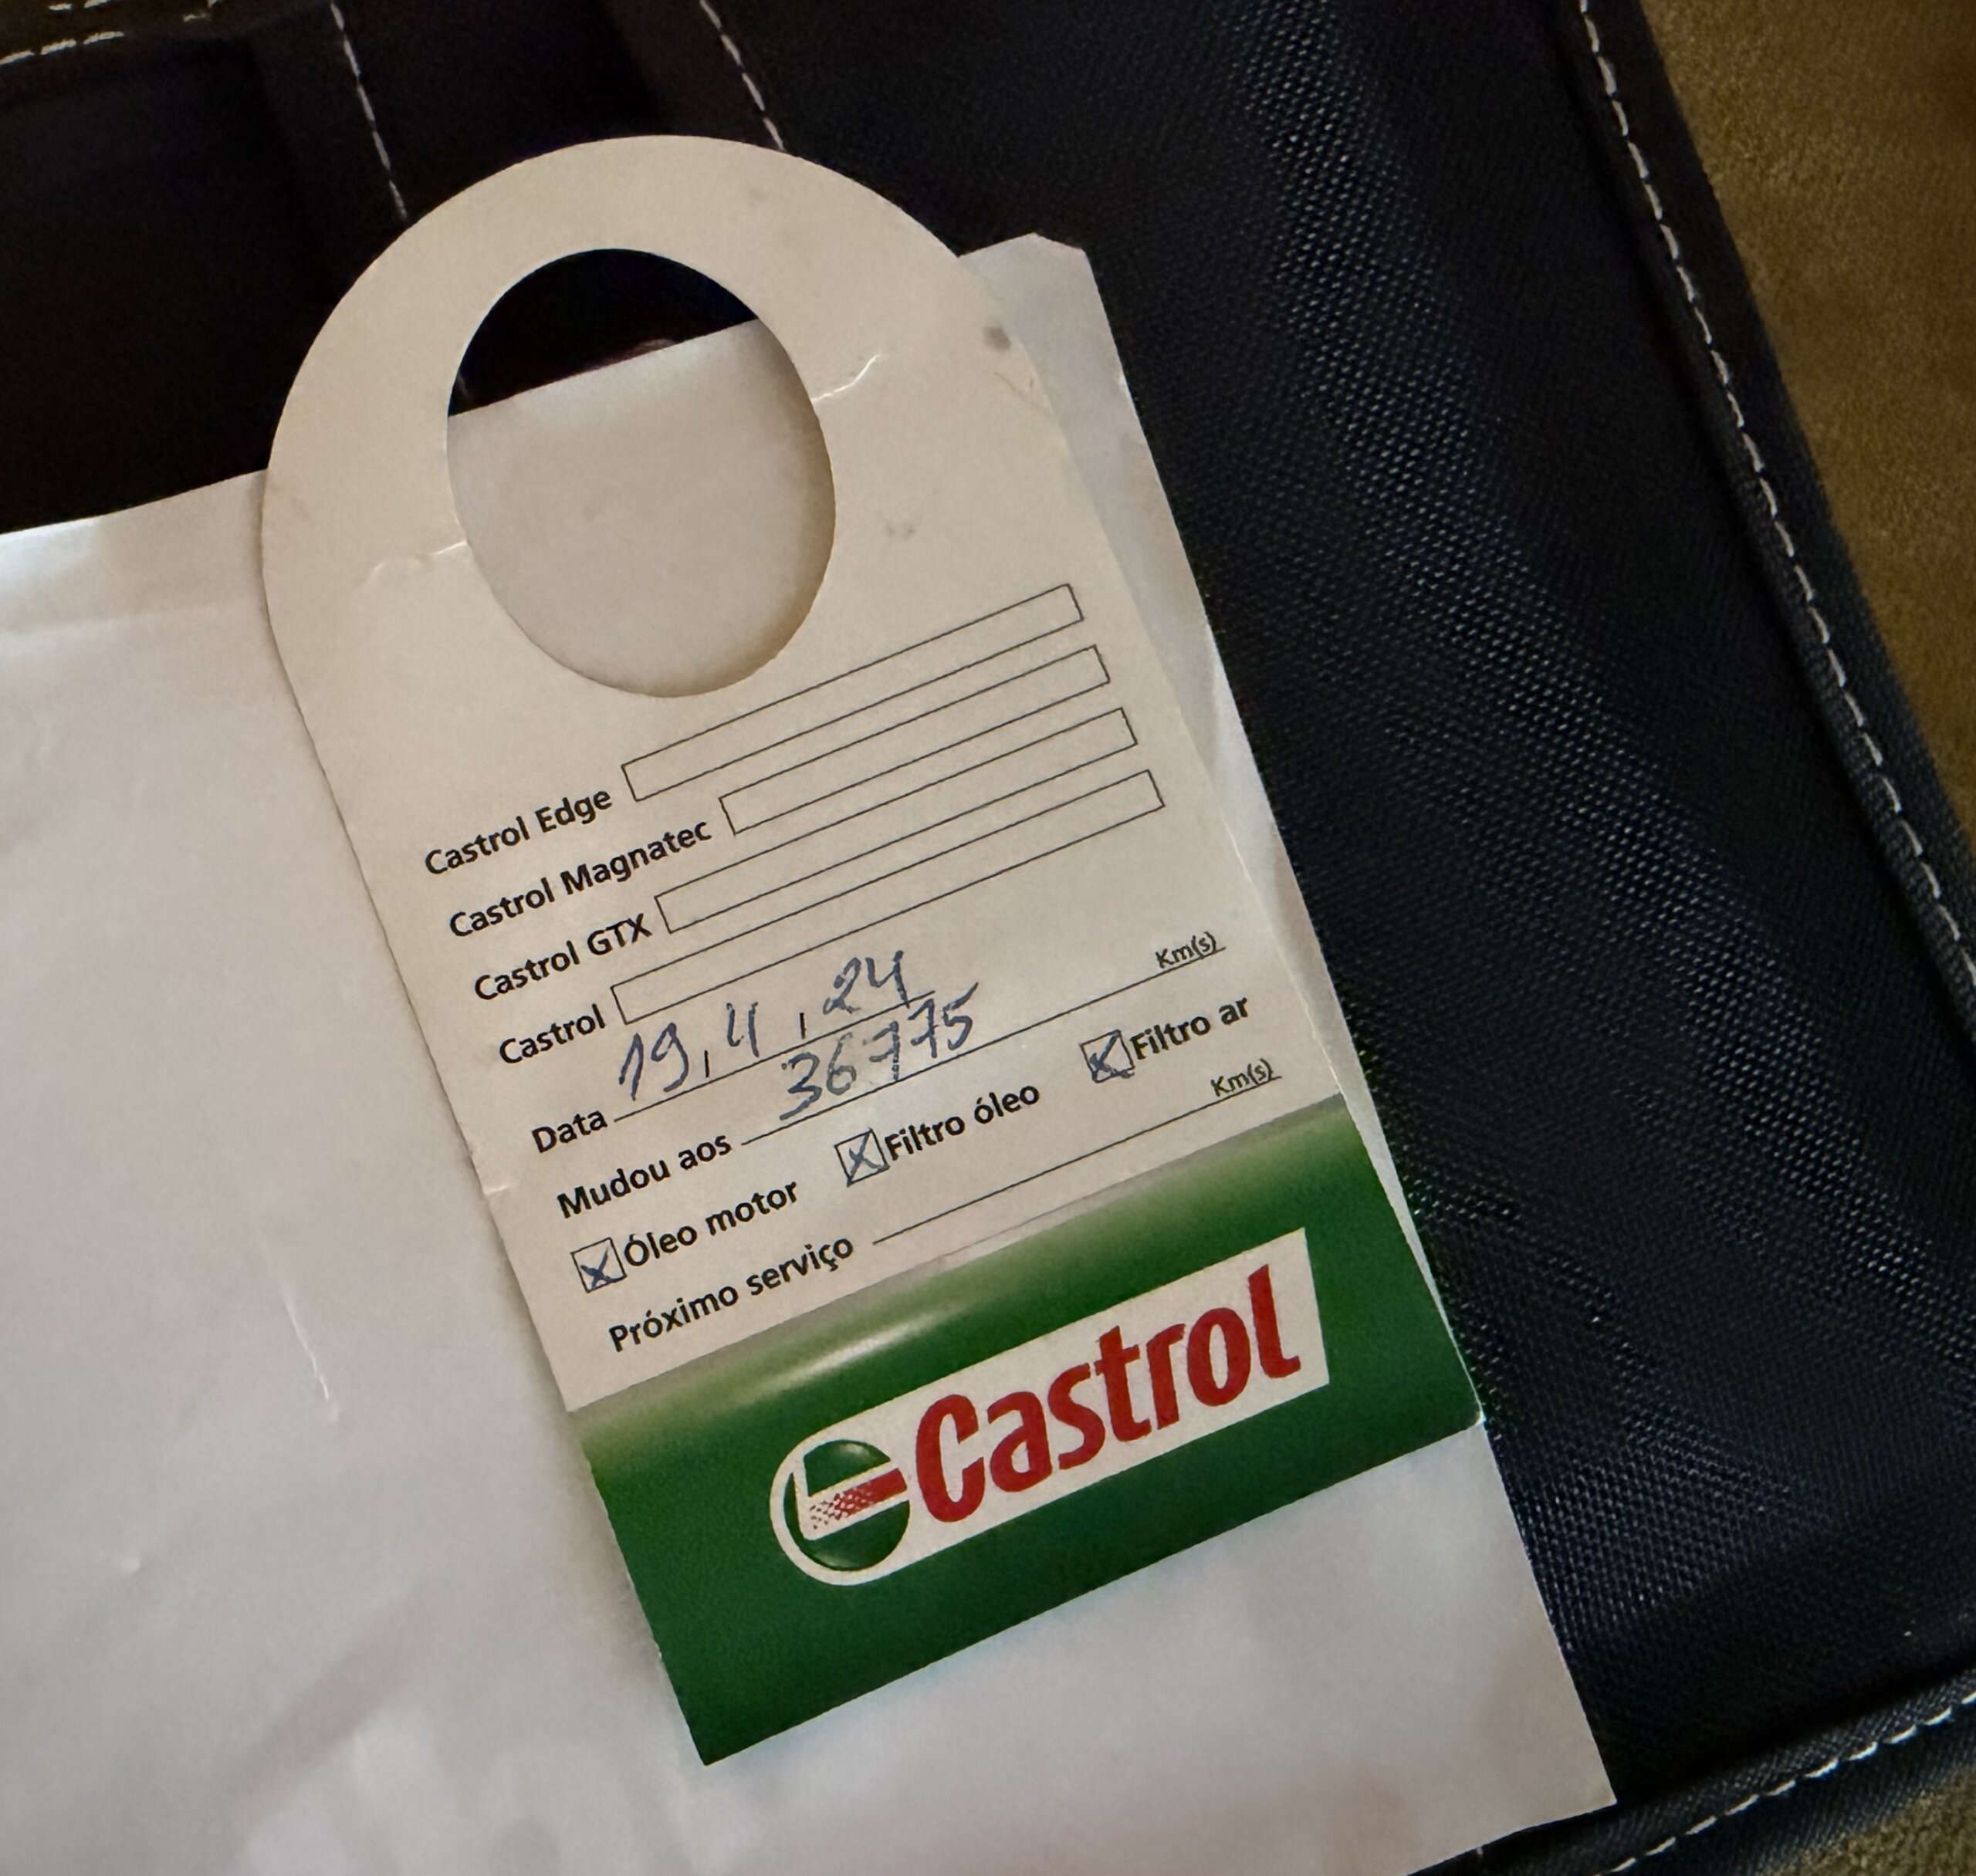 Castrol Edge
Castrol Magnatec
Castrol GTX
Castrol
Data 19, 4, 24
Mudou aos 36775 Km(s)
Óleo motor Filtro óleo Filtro ar
Próximo serviço Km(s)
Castrol